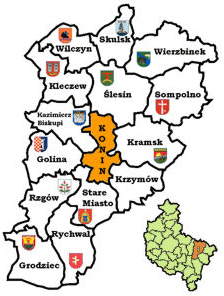 Skulsk
Wilczyn
Wierzbinek
Kleczew
Ślesin
Sompolno
Kazimierz
Biskupi
K
O
N
I
N
Kramsk
Golina
Krzymów
Rzgów
Stare
Miasto
Rychwał
Grodziec